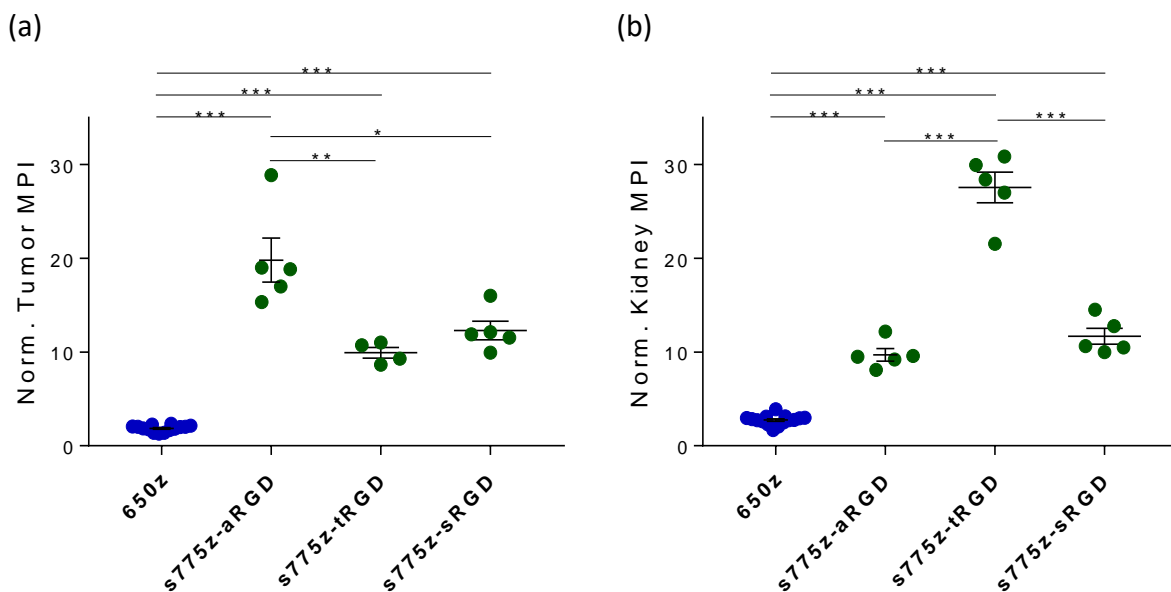 (a)
***
***
***
*
**
Norm. Tumor MPI
30
20
10
0
650z
s775z-aRGD
s775z-tRGD
s775z-sRGD
(b)
***
***
***
***
***
Norm. Kidney MPI
30
20
10
0
650z
s775z-aRGD
s775z-tRGD
s775z-sRGD